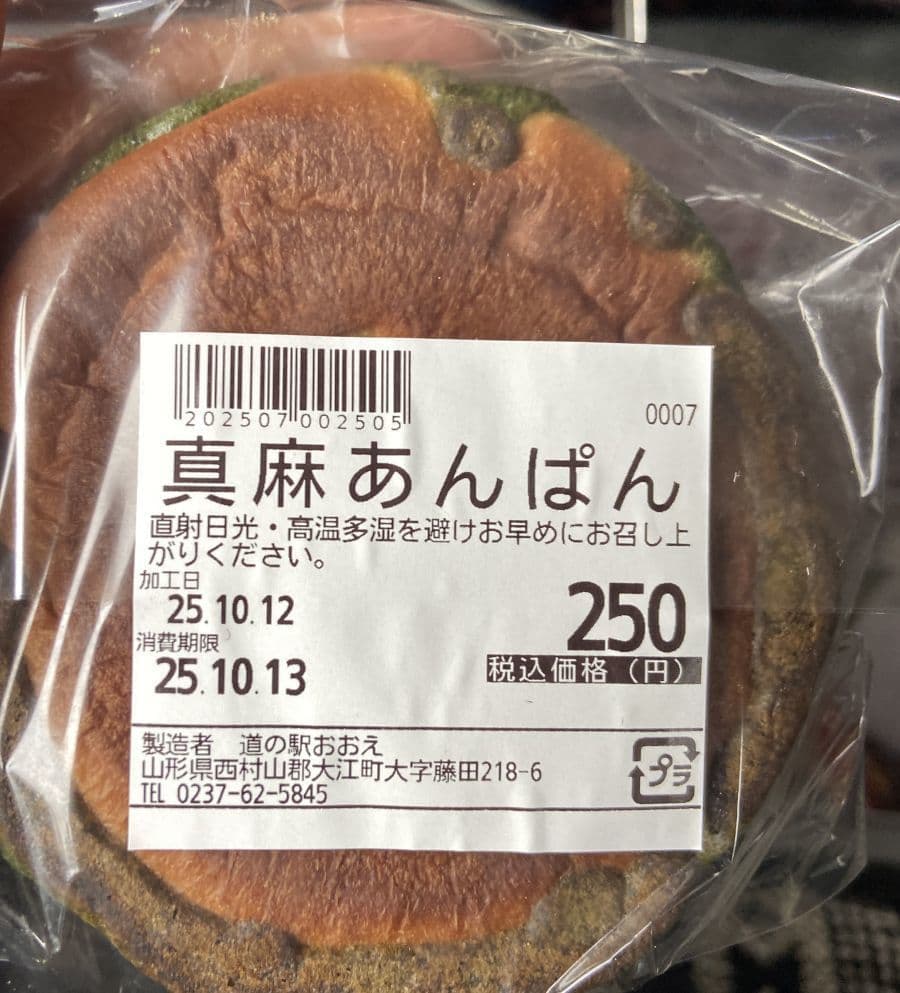 202507002505
0007
真麻あんぱん
直射日光・高温多湿を避けお早めにお召し上
がりください。
加工日
25.10.12
消費期限
25.10.13
250
税込価格（円）
製造者　道の駅おおえ
山形県西村山郡大江町大字藤田218-6
TEL 0237-62-5845
プラ